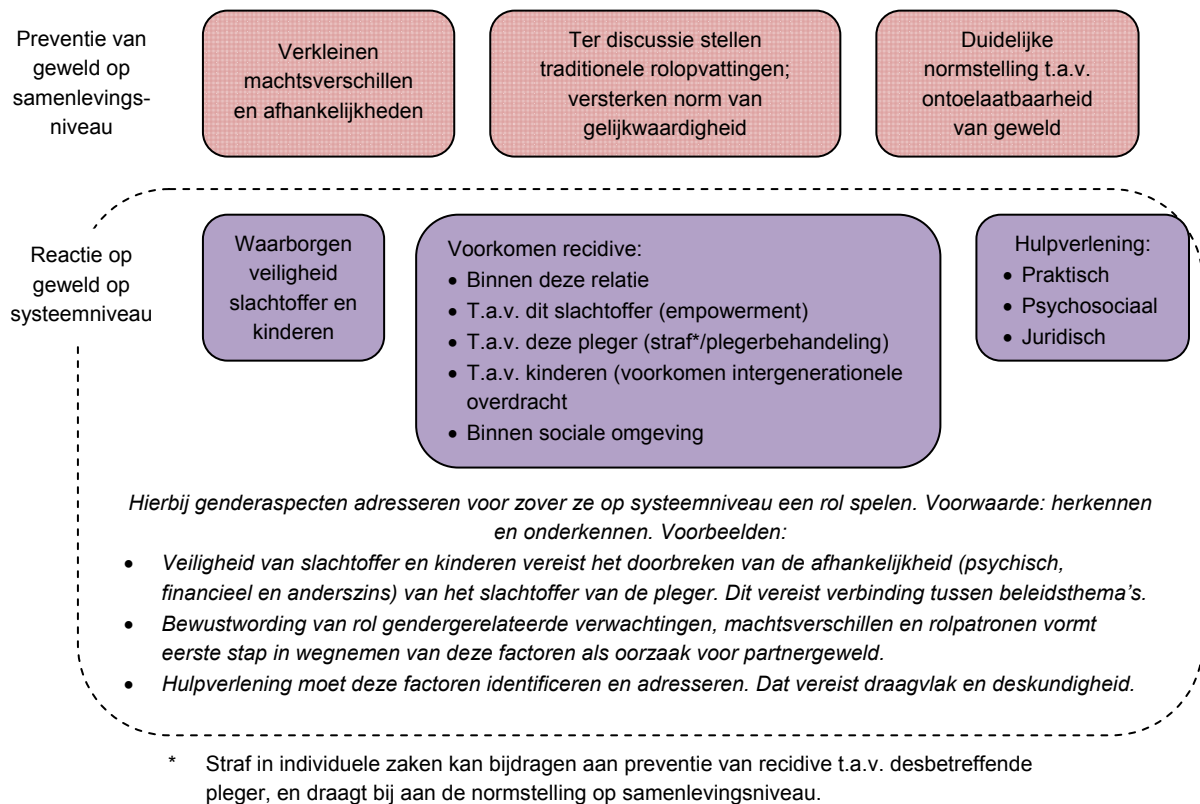 Preventie van
geweld op
samenlevings-
niveau
Verkleinen
machtsverschillen
en afhankelijkheden
Ter discussie stellen
traditionele rolopvattingen;
versterken norm van
gelijkwaardigheid
Duidelijke
normstelling t.a.v.
ontoelaatbaarheid
van geweld
Reactie op
geweld op
systeemniveau
Waarborgen
veiligheid
slachtoffer en
kinderen
Voorkomen recidive:
• Binnen deze relatie
• T.a.v. dit slachtoffer (empowerment)
• T.a.v. deze pleger (straf*/plegerbehandeling)
• T.a.v. kinderen (voorkomen intergenerationele
overdracht
• Binnen sociale omgeving
Hulpverlening:
• Praktisch
• Psychosociaal
• Juridisch
Hierbij genderaspecten adresseren voor zover ze op systeemniveau een rol spelen. Voorwaarde: herkennen
en onderkennen. Voorbeelden:
• Veiligheid van slachtoffer en kinderen vereist het doorbreken van de afhankelijkheid (psychisch,
financieel en anderszins) van het slachtoffer van de pleger. Dit vereist verbinding tussen beleidsthema's.
• Bewustwording van rol gendergerelateerde verwachtingen, machtsverschillen en rolpatronen vormt
eerste stap in wegnemen van deze factoren als oorzaak voor partnergeweld.
• Hulpverlening moet deze factoren identificeren en adresseren. Dat vereist draagvlak en deskundigheid.
* Straf in individuele zaken kan bijdragen aan preventie van recidive t.a.v. desbetreffende
pleger, en draagt bij aan de normstelling op samenlevingsniveau.